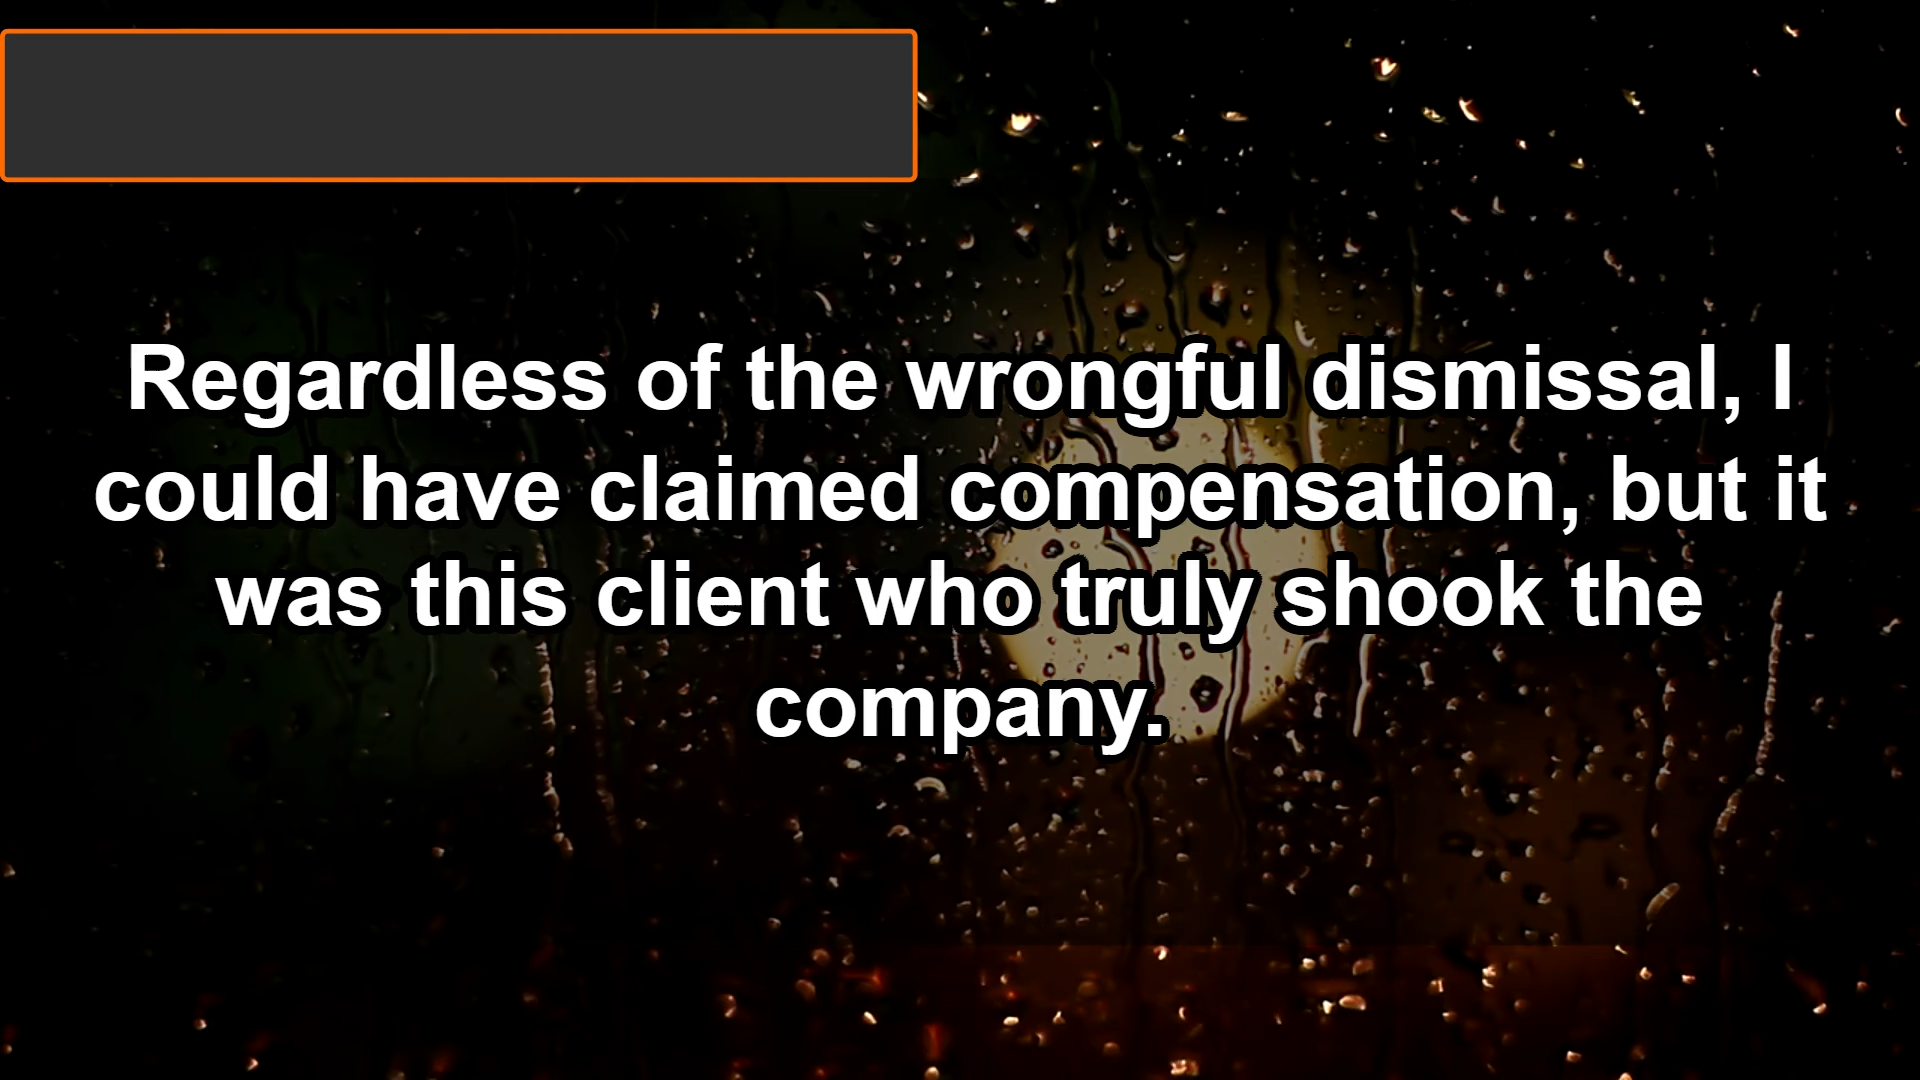 Regardless of the wrongful dismissal, I
could have claimed compensation, but it
was this client who truly shook the
company.